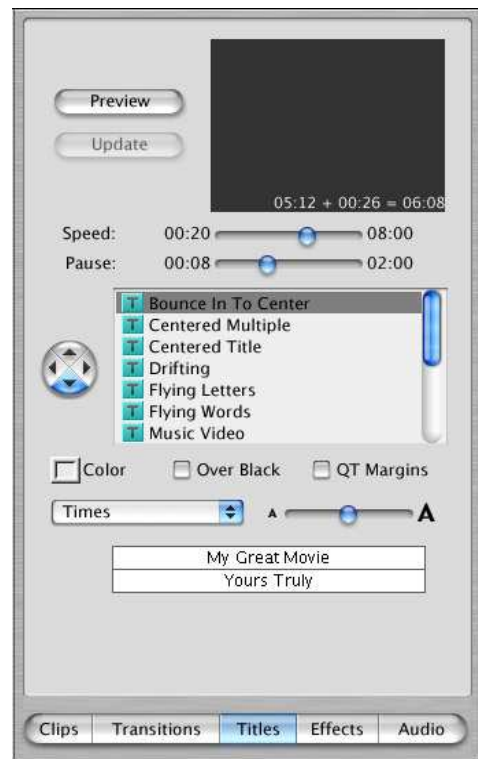 Preview
Update
05:12 + 00:26 = 06:08
Speed: 00:20 08:00
Pause: 00:08 02:00
T Bounce In To Center
T Centered Multiple
T Centered Title
T Drifting
T Flying Letters
T Flying Words
T Music Video
Color Over Black QT Margins
Times A A
My Great Movie
Yours Truly
Clips Transitions Titles Effects Audio